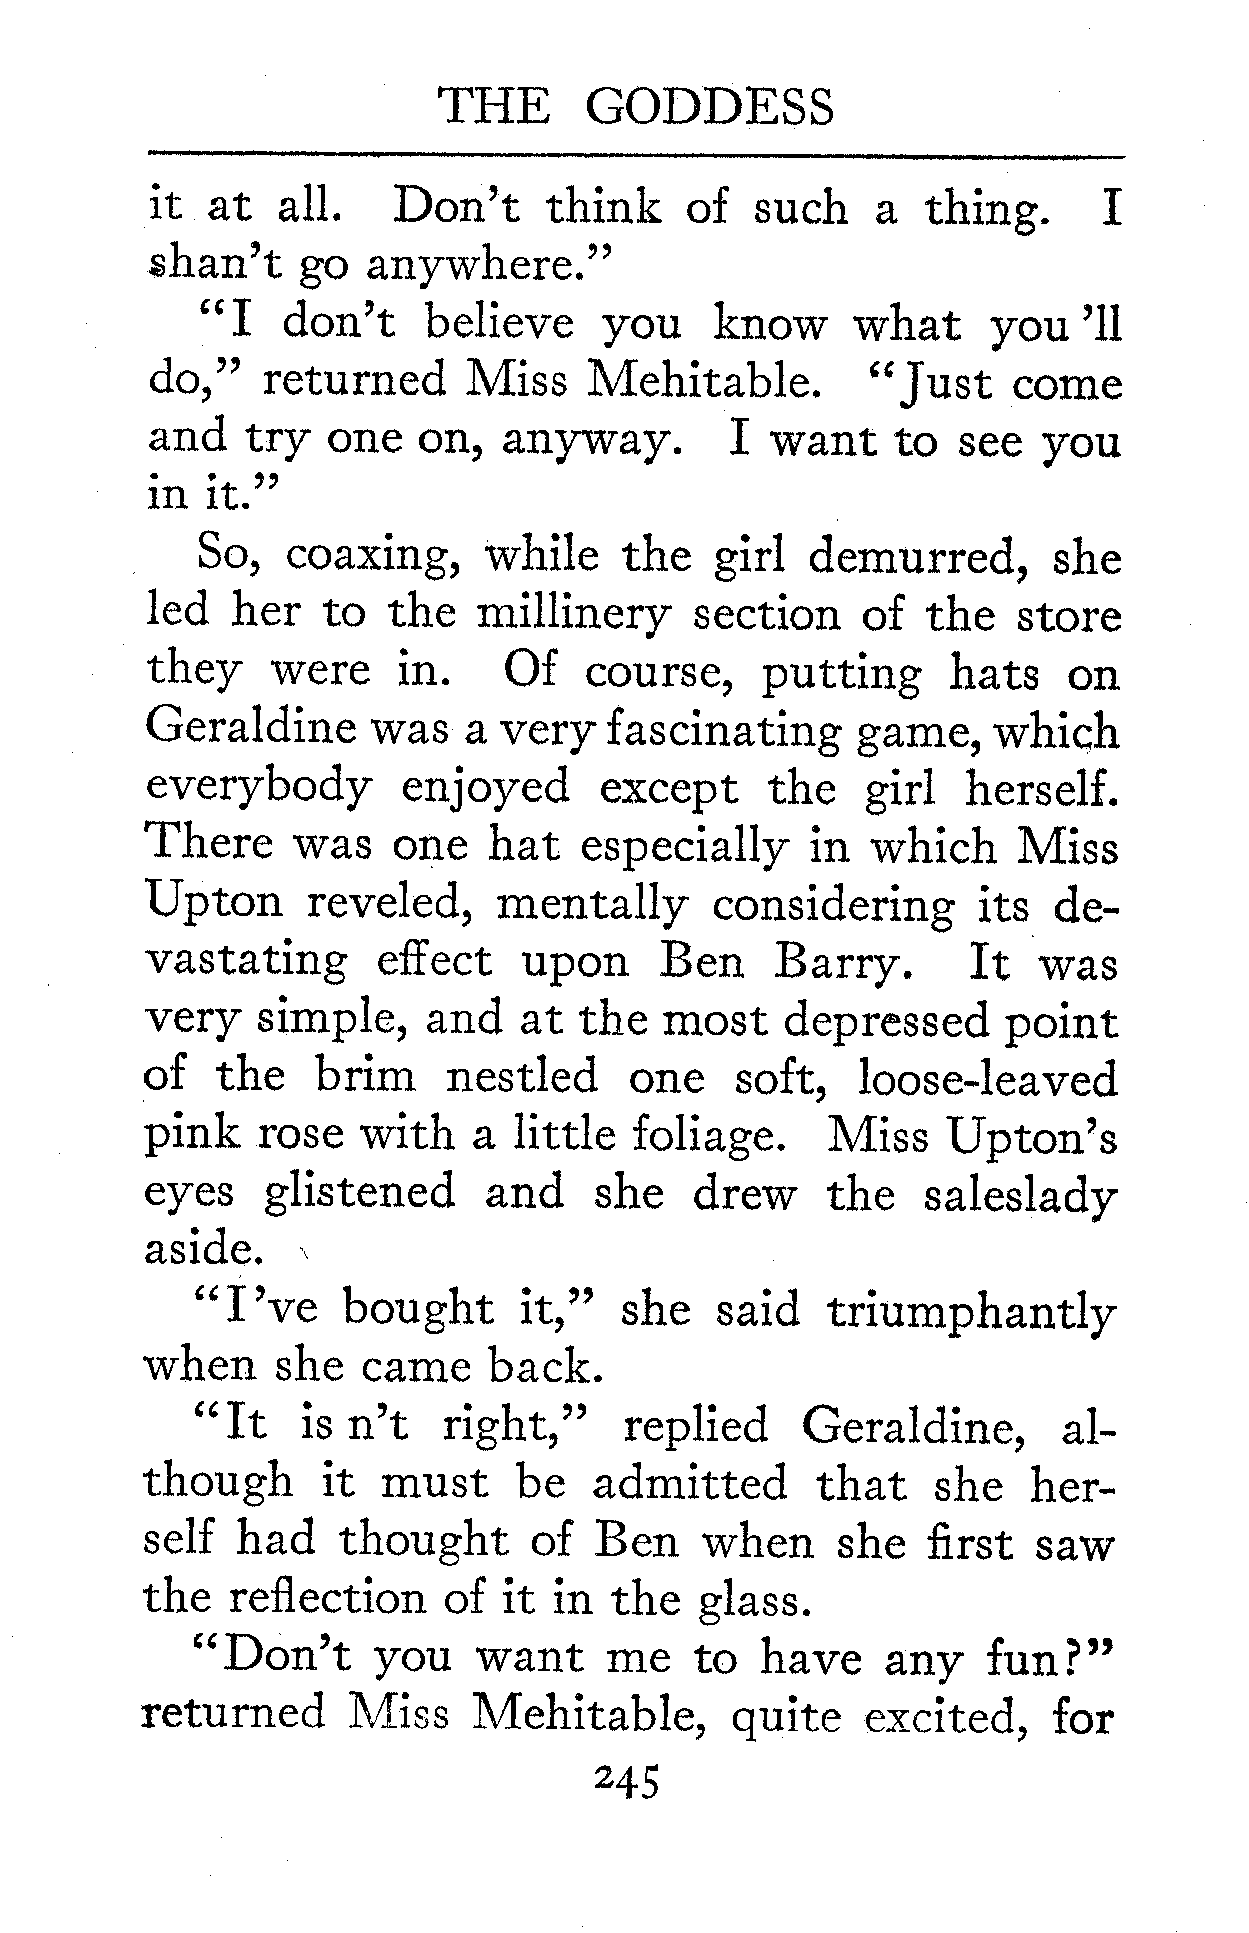 THE GODDESS
it at all. Don't think of such a thing. I
shan't go anywhere."
"I don't believe you know what you 'll
do," returned Miss Mehitable. "Just come
and try one on, anyway. I want to see you
in it."
So, coaxing, while the girl demurred, she
led her to the millinery section of the store
they were in. Of course, putting hats on
Geraldine was a very fascinating game, which
everybody enjoyed except the girl herself.
There was one hat especially in which Miss
Upton reveled, mentally considering its de-
vastating effect upon Ben Barry. It was
very simple, and at the most depressed point
of the brim nestled one soft, loose-leaved
pink rose with a little foliage. Miss Upton's
eyes glistened and she drew the saleslady
aside.
"I 've bought it," she said triumphantly
when she came back.
"It is n't right," replied Geraldine, al-
though it must be admitted that she her-
self had thought of Ben when she first saw
the reflection of it in the glass.
"Don't you want me to have any fun?"
returned Miss Mehitable, quite excited, for
245